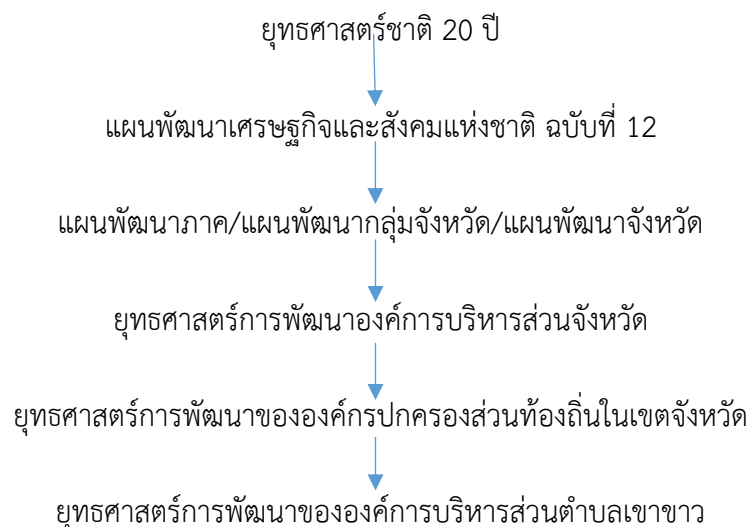 ยุทธศาสตร์ชาติ 20 ปี
แผนพัฒนาเศรษฐกิจและสังคมแห่งชาติ ฉบับที่ 12
แผนพัฒนาภาค/แผนพัฒนากลุ่มจังหวัด/แผนพัฒนาจังหวัด
ยุทธศาสตร์การพัฒนาองค์การบริหารส่วนจังหวัด
ยุทธศาสตร์การพัฒนาขององค์กรปกครองส่วนท้องถิ่นในเขตจังหวัด
ยุทธศาสตร์การพัฒนาขององค์การบริหารส่วนตำบลเขาขาว